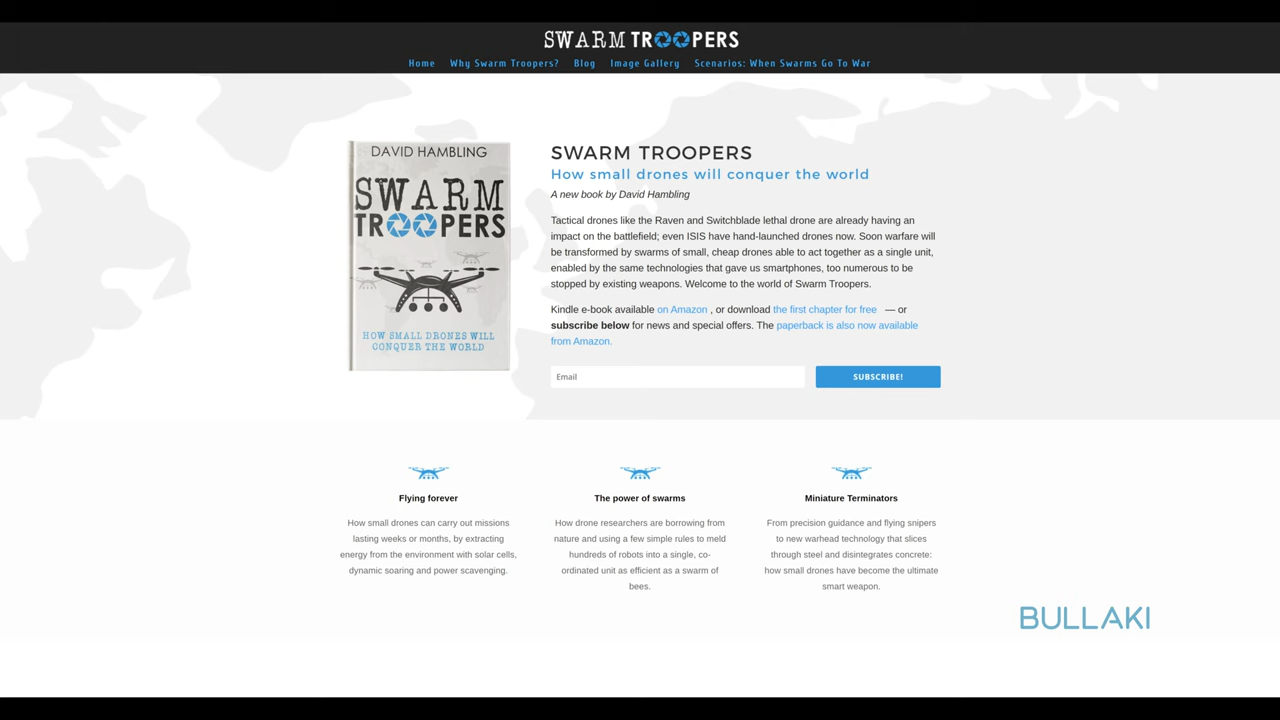 SWARM TROOPERS
Home Why Swarm Troopers? Blog Image Gallery Scenarios: When Swarms Go To War
DAVID HAMBLING
SWARM
TROOPERS
HOW SMALL DRONES WILL
CONQUER THE WORLD
SWARM TROOPERS
How small drones will conquer the world
A new book by David Hambling
Tactical drones like the Raven and Switchblade lethal drone are already having an
impact on the battlefield; even ISIS have hand-launched drones now. Soon warfare will
be transformed by swarms of small, cheap drones able to act together as a single unit,
enabled by the same technologies that gave us smartphones, too numerous to be
stopped by existing weapons. Welcome to the world of Swarm Troopers.
Kindle e-book available on Amazon , or download the first chapter for free — or
subscribe below for news and special offers. The paperback is also now available
from Amazon.
Email
SUBSCRIBE!
Flying forever
How small drones can carry out missions
lasting weeks or months, by extracting
energy from the environment with solar cells,
dynamic soaring and power scavenging.
The power of swarms
How drone researchers are borrowing from
nature and using a few simple rules to meld
hundreds of robots into a single, co-
ordinated unit as efficient as a swarm of
bees.
Miniature Terminators
From precision guidance and flying snipers
to new warhead technology that slices
through steel and disintegrates concrete:
how small drones have become the ultimate
smart weapon.
BULLAKI